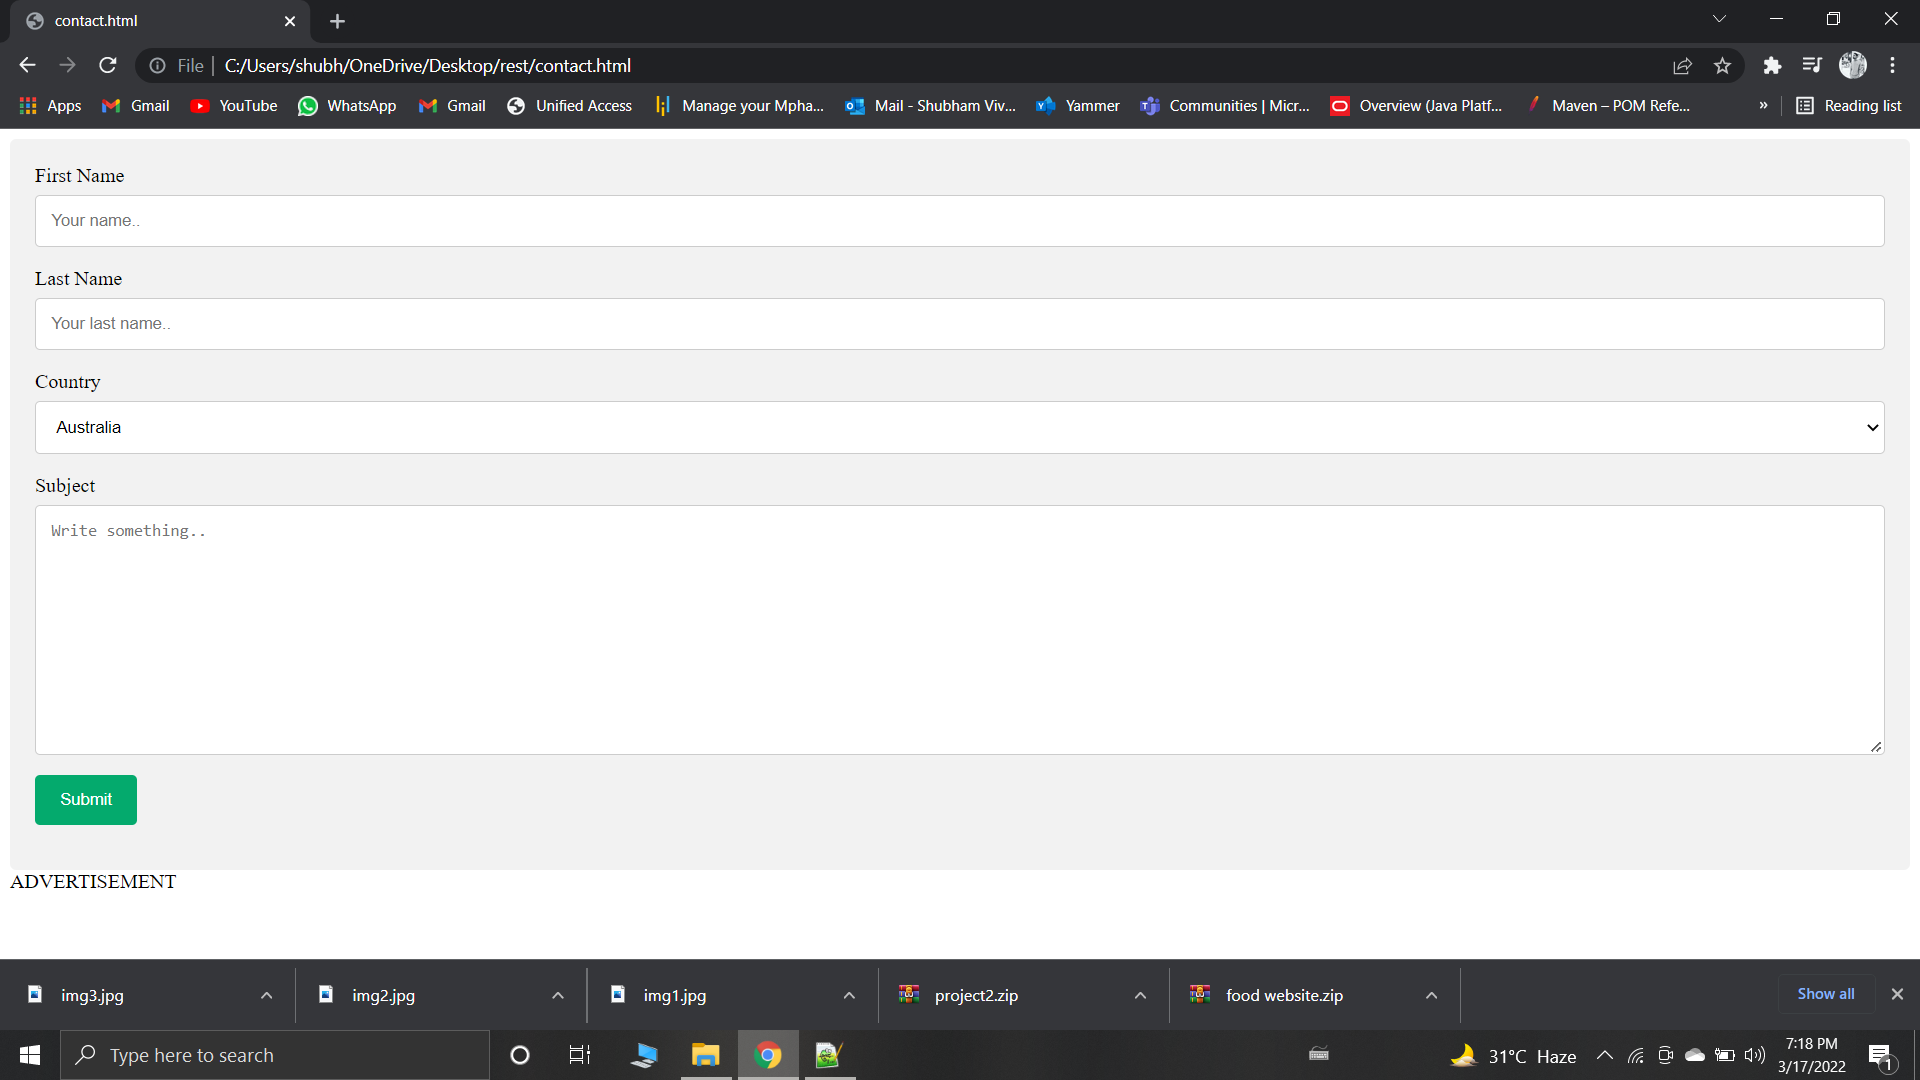 contact.html
File | C:/Users/shubh/OneDrive/Desktop/rest/contact.html
Apps Gmail YouTube WhatsApp Gmail Unified Access Manage your Mpha... Mail - Shubham Viv... Yammer Communities | Micr... Overview (Java Platf... Maven – POM Refe... » Reading list
First Name
Your name..
Last Name
Your last name..
Country
Australia
Subject
Write something..
Submit
ADVERTISEMENT
img3.jpg img2.jpg img1.jpg project2.zip food website.zip Show all
Type here to search 31°C Haze 7:18 PM
3/17/2022 1